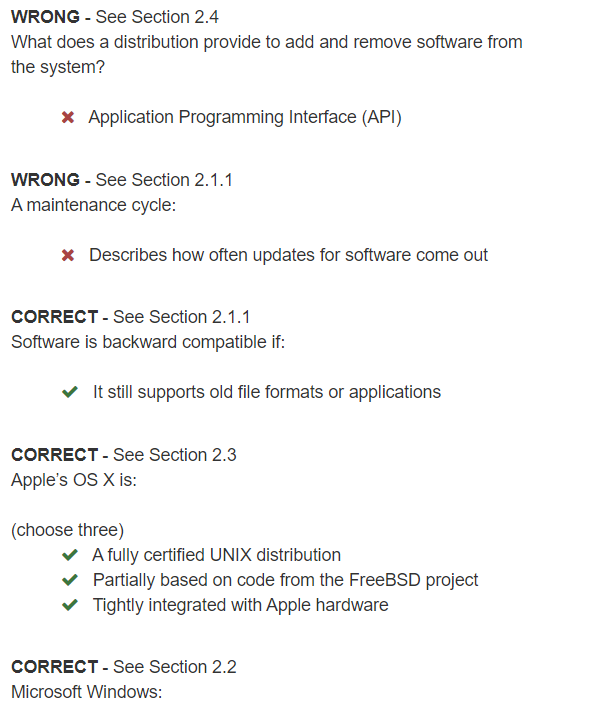 WRONG - See Section 2.4
What does a distribution provide to add and remove software from
the system?
✖ Application Programming Interface (API)
WRONG - See Section 2.1.1
A maintenance cycle:
✖ Describes how often updates for software come out
CORRECT - See Section 2.1.1
Software is backward compatible if:
✔ It still supports old file formats or applications
CORRECT - See Section 2.3
Apple’s OS X is:
(choose three)
✔ A fully certified UNIX distribution
✔ Partially based on code from the FreeBSD project
✔ Tightly integrated with Apple hardware
CORRECT - See Section 2.2
Microsoft Windows: